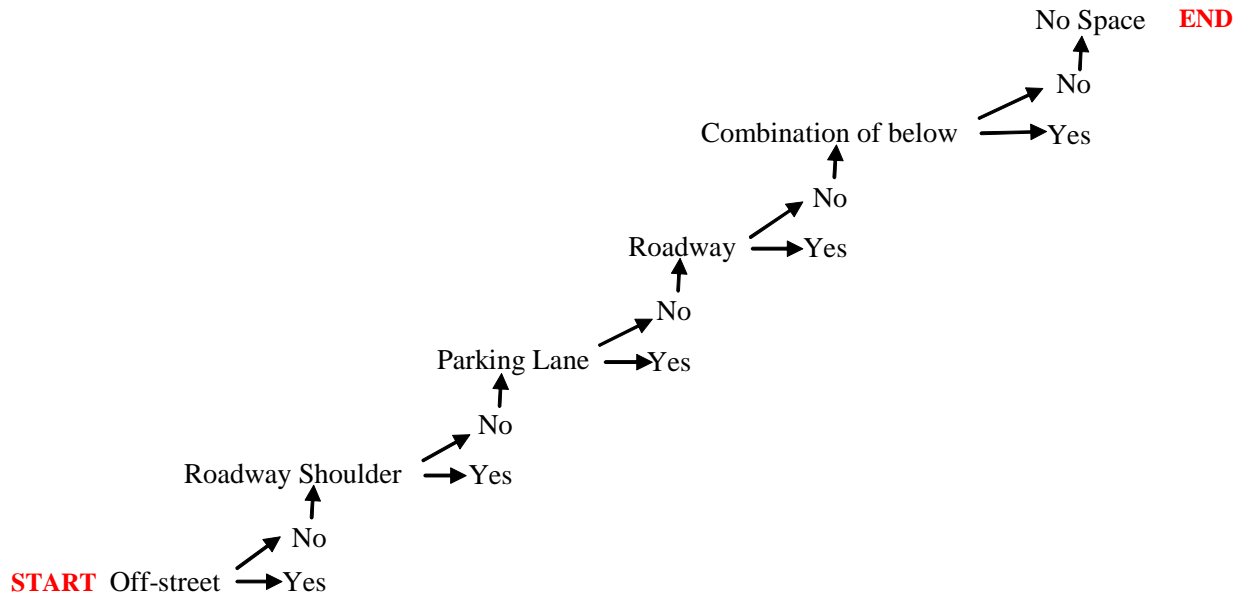 No Space END
No
Combination of below Yes
No
Roadway Yes
No
Parking Lane Yes
No
Roadway Shoulder Yes
No
START Off-street Yes